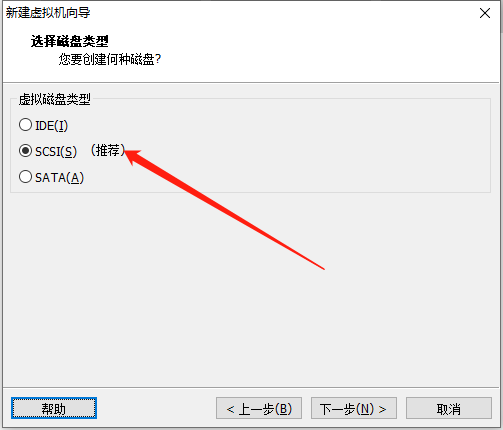 新建虚拟机向导
选择磁盘类型
您要创建何种磁盘?
虚拟磁盘类型
IDE(I)
SCSI(S) (推荐)
SATA(A)
帮助 < 上一步(B) 下一步(N) > 取消